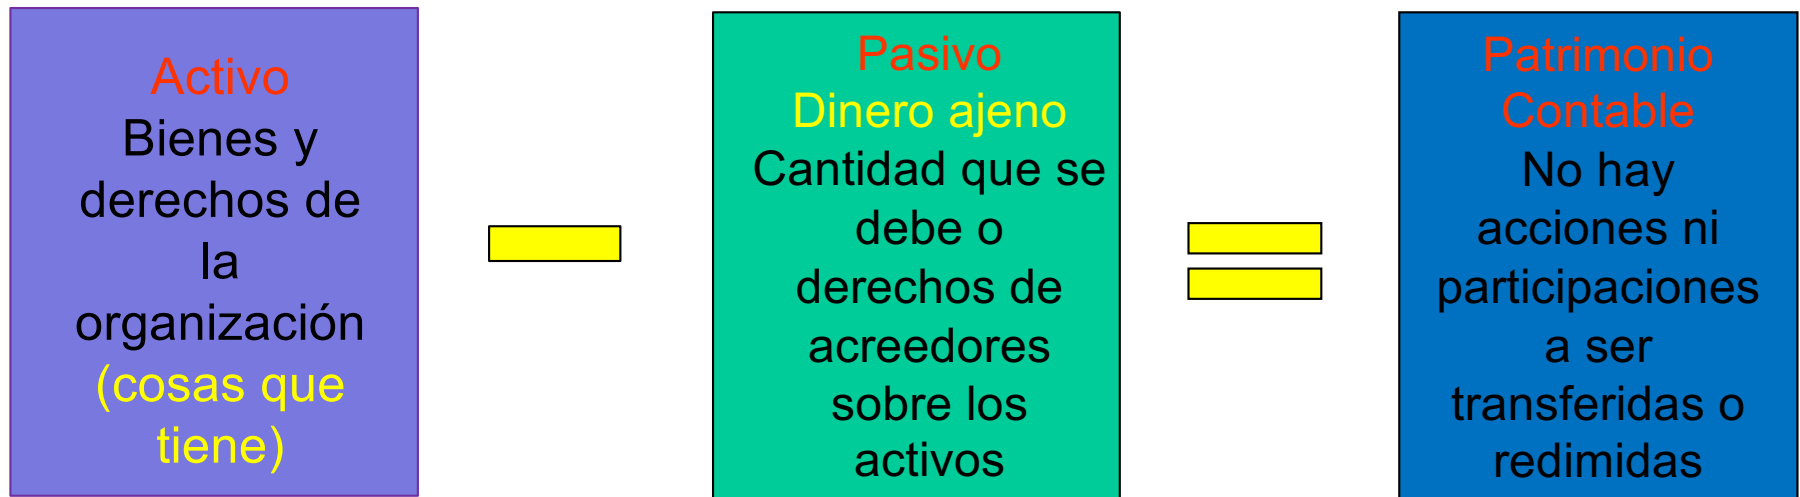 Activo
Bienes y
derechos de
la
organización
(cosas que
tiene)
Pasivo
Dinero ajeno
Cantidad que se
debe o
derechos de
acreedores
sobre los
activos
Patrimonio
Contable
No hay
acciones ni
participaciones
a ser
transferidas o
redimidas